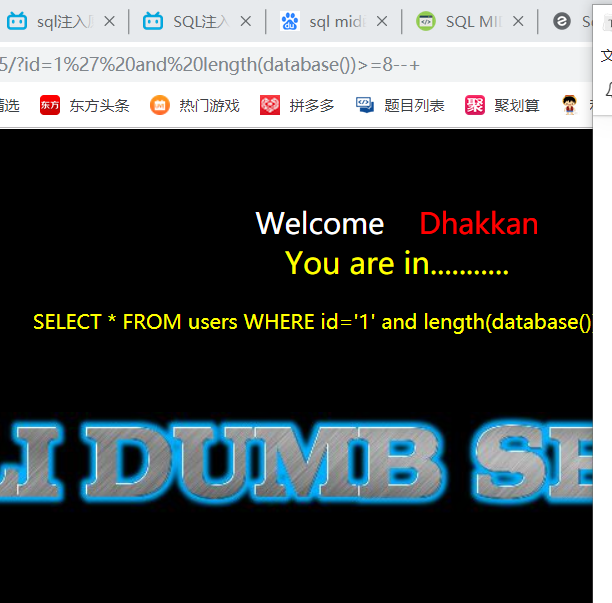 sql注入 SQL注入 sql mid SQL MI S
5/?id=1%27%20and%20length(database())>=8--+
精选 东方 东方头条 热门游戏 拼多多 题目列表 聚 聚划算
Welcome Dhakkan
You are in...........
SELECT * FROM users WHERE id='1' and length(database()
LI DUMB SE